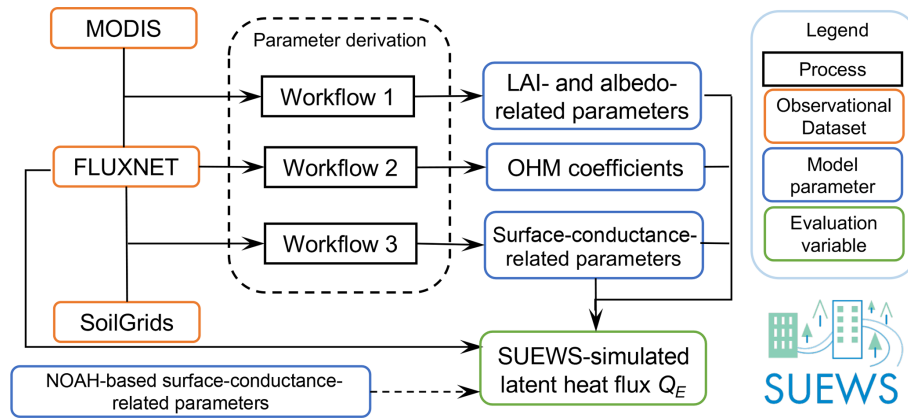 MODIS
FLUXNET
SoilGrids
Parameter derivation
Workflow 1
Workflow 2
Workflow 3
LAI- and albedo-
related parameters
OHM coefficients
Surface-conductance-
related parameters
SUEWS-simulated
latent heat flux QE
NOAH-based surface-conductance-
related parameters
Legend
Process
Observational
Dataset
Model
parameter
Evaluation
variable
SUEWS